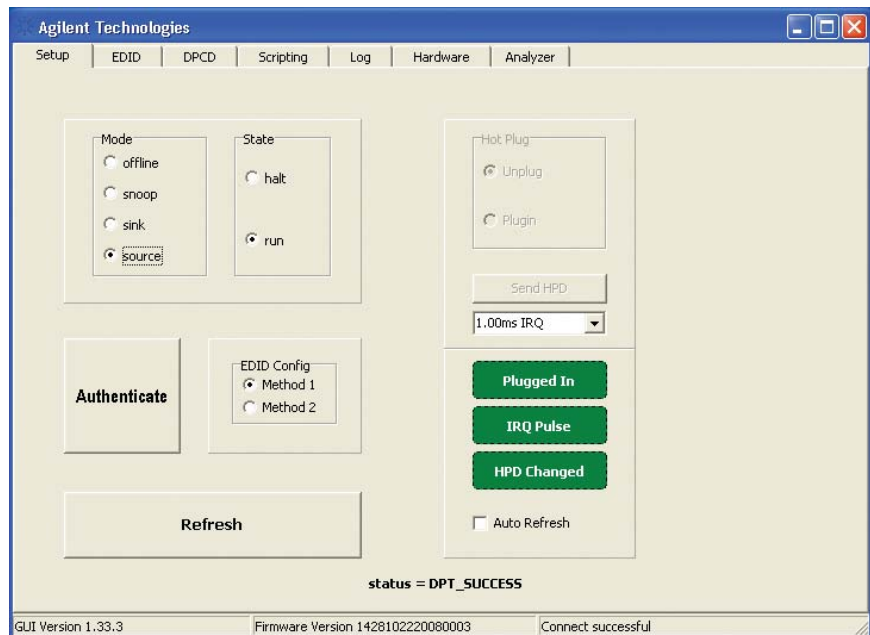 Agilent Technologies
Setup EDID DPCD Scripting Log Hardware Analyzer
Mode
offline
snoop
sink
source
State
halt
run
Hot Plug
Unplug
Plugin
Send HPD
1.00ms IRQ
Authenticate
EDID Config
Method 1
Method 2
Plugged In
IRQ Pulse
HPD Changed
Refresh
Auto Refresh
status = DPT_SUCCESS
GUI Version 1.33.3 Firmware Version 1428102220080003 Connect successful